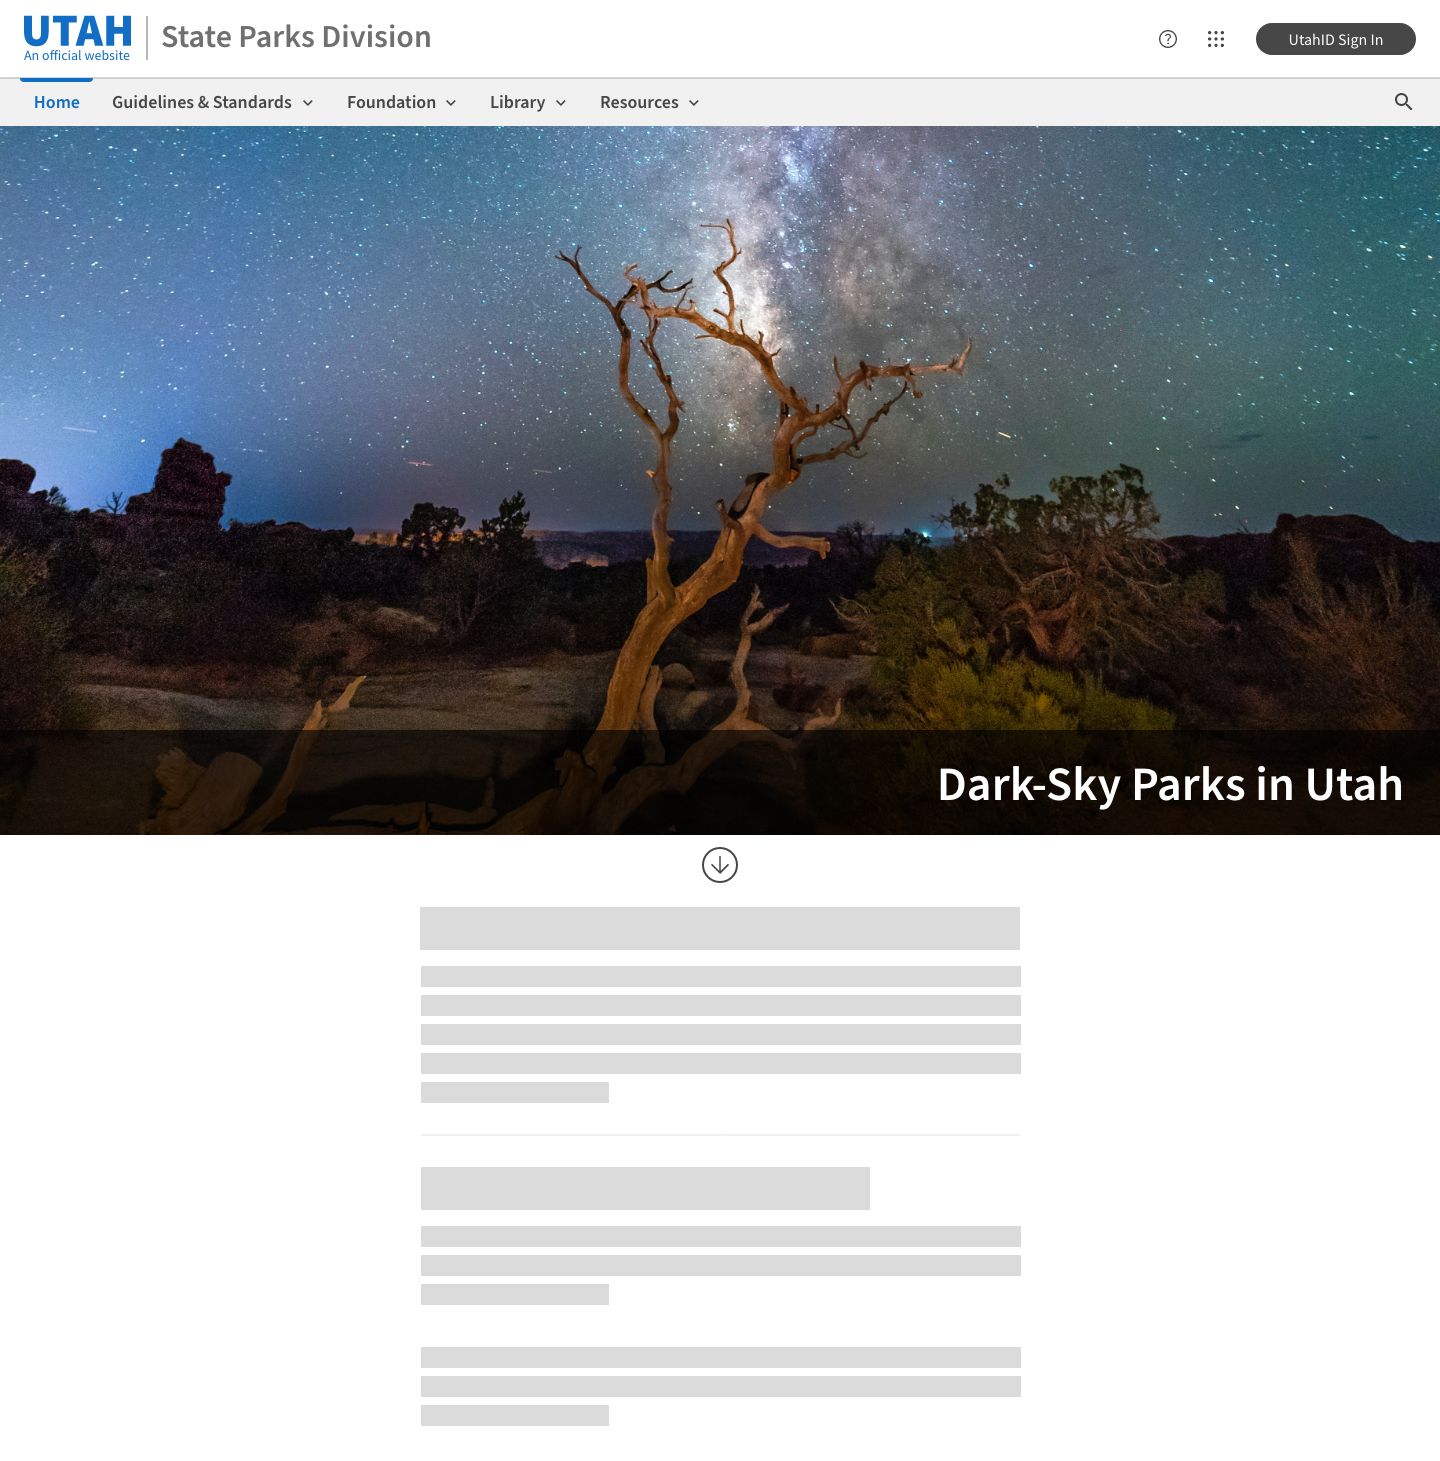 UTAH
An official website
State Parks Division
UtahID Sign In
Home
Guidelines & Standards
Foundation
Library
Resources
Dark-Sky Parks in Utah